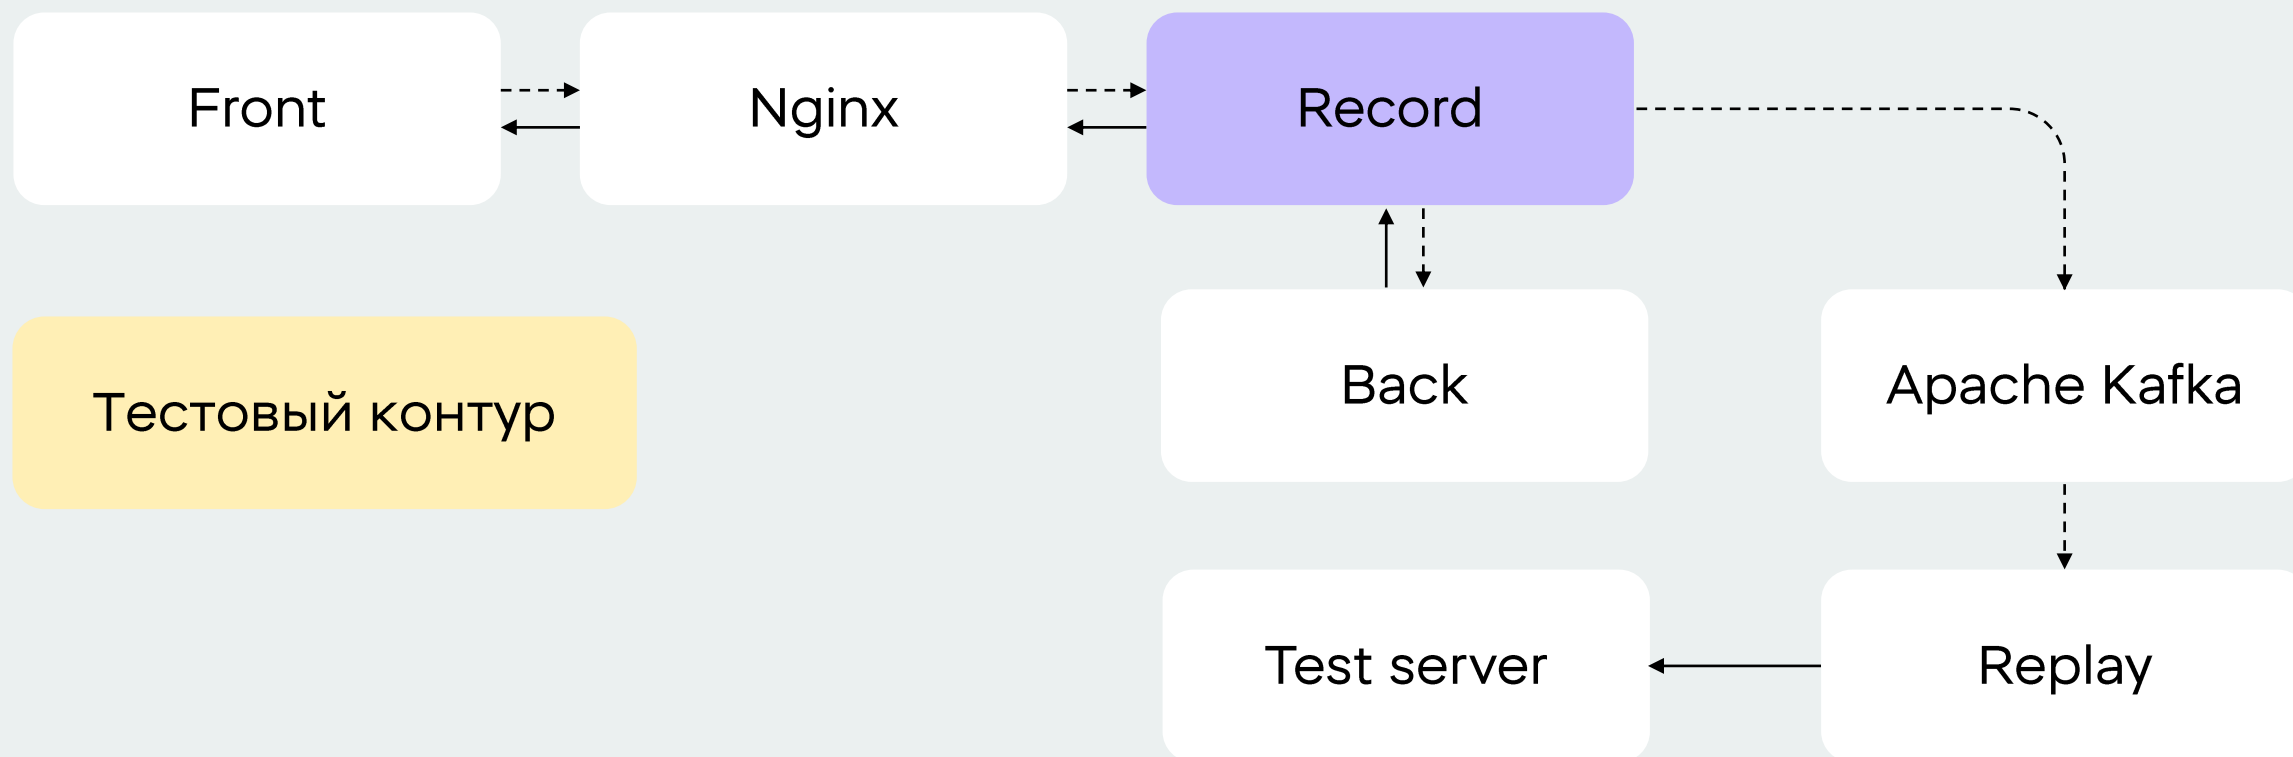 Front
Nginx
Record
Тестовый контур
Back
Apache Kafka
Test server
Replay